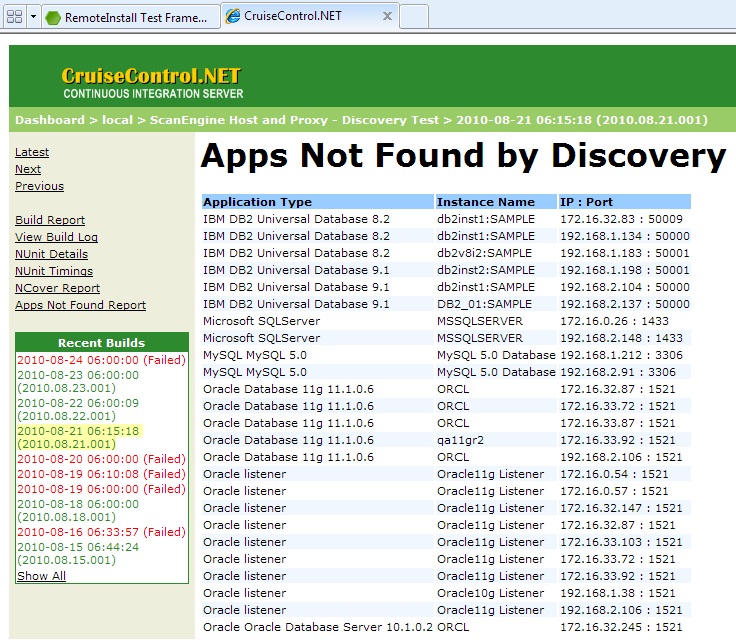 RemoteInstall Test Frame...
CruiseControl.NET
CruiseControl.NET
CONTINUOUS INTEGRATION SERVER
Dashboard > local > ScanEngine Host and Proxy - Discovery Test > 2010-08-21 06:15:18 (2010.08.21.001)
Latest
Next
Previous
Build Report
View Build Log
NUnit Details
NUnit Timings
NCover Report
Apps Not Found Report
Recent Builds
2010-08-24 06:00:00 (Failed)
2010-08-23 06:00:00
(2010.08.23.001)
2010-08-22 06:00:09
(2010.08.22.001)
2010-08-21 06:15:18
(2010.08.21.001)
2010-08-20 06:00:00 (Failed)
2010-08-19 06:10:08 (Failed)
2010-08-19 06:00:00 (Failed)
2010-08-18 06:00:00
(2010.08.18.001)
2010-08-16 06:33:57 (Failed)
2010-08-15 06:44:24
(2010.08.15.001)
Show All
Apps Not Found by Discovery
Application Type Instance Name IP : Port
IBM DB2 Universal Database 8.2 db2inst1:SAMPLE 172.16.32.83 : 50009
IBM DB2 Universal Database 8.2 db2inst1:SAMPLE 192.168.1.134 : 50000
IBM DB2 Universal Database 8.2 db2v8i2:SAMPLE 192.168.1.183 : 50001
IBM DB2 Universal Database 9.1 db2inst2:SAMPLE 192.168.1.198 : 50001
IBM DB2 Universal Database 9.1 db2inst1:SAMPLE 192.168.2.104 : 50000
IBM DB2 Universal Database 9.1 DB2_01:SAMPLE 192.168.2.137 : 50000
Microsoft SQLServer MSSQLSERVER 172.16.0.26 : 1433
Microsoft SQLServer MSSQLSERVER 192.168.2.148 : 1433
MySQL MySQL 5.0 MySQL 5.0 Database 192.168.1.212 : 3306
MySQL MySQL 5.0 MySQL 5.0 Database 192.168.2.91 : 3306
Oracle Database 11g 11.1.0.6 ORCL 172.16.32.87 : 1521
Oracle Database 11g 11.1.0.6 ORCL 172.16.33.72 : 1521
Oracle Database 11g 11.1.0.6 ORCL 172.16.33.87 : 1521
Oracle Database 11g 11.1.0.6 qa11gr2 172.16.33.92 : 1521
Oracle Database 11g 11.1.0.6 ORCL 192.168.2.106 : 1521
Oracle listener Oracle11g Listener 172.16.0.54 : 1521
Oracle listener Oracle11g Listener 172.16.0.57 : 1521
Oracle listener Oracle11g Listener 172.16.32.147 : 1521
Oracle listener Oracle11g Listener 172.16.32.87 : 1521
Oracle listener Oracle11g Listener 172.16.33.103 : 1521
Oracle listener Oracle11g Listener 172.16.33.72 : 1521
Oracle listener Oracle11g Listener 172.16.33.92 : 1521
Oracle listener Oracle10g Listener 192.168.1.38 : 1521
Oracle listener Oracle11g Listener 192.168.2.106 : 1521
Oracle Oracle Database Server 10.1.0.2 ORCL 172.16.32.245 : 1521